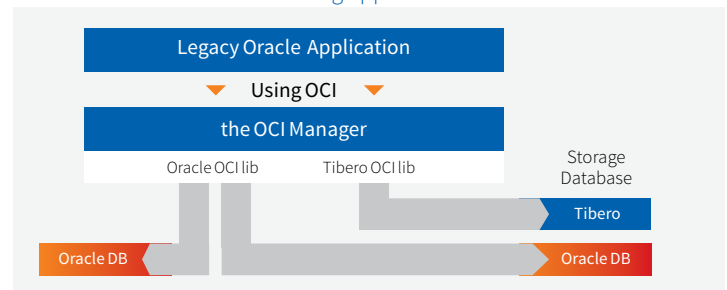 Legacy Oracle Application
Using OCI
the OCI Manager
Oracle OCI lib
Tibero OCI lib
Storage
Database
Tibero
Oracle DB
Oracle DB